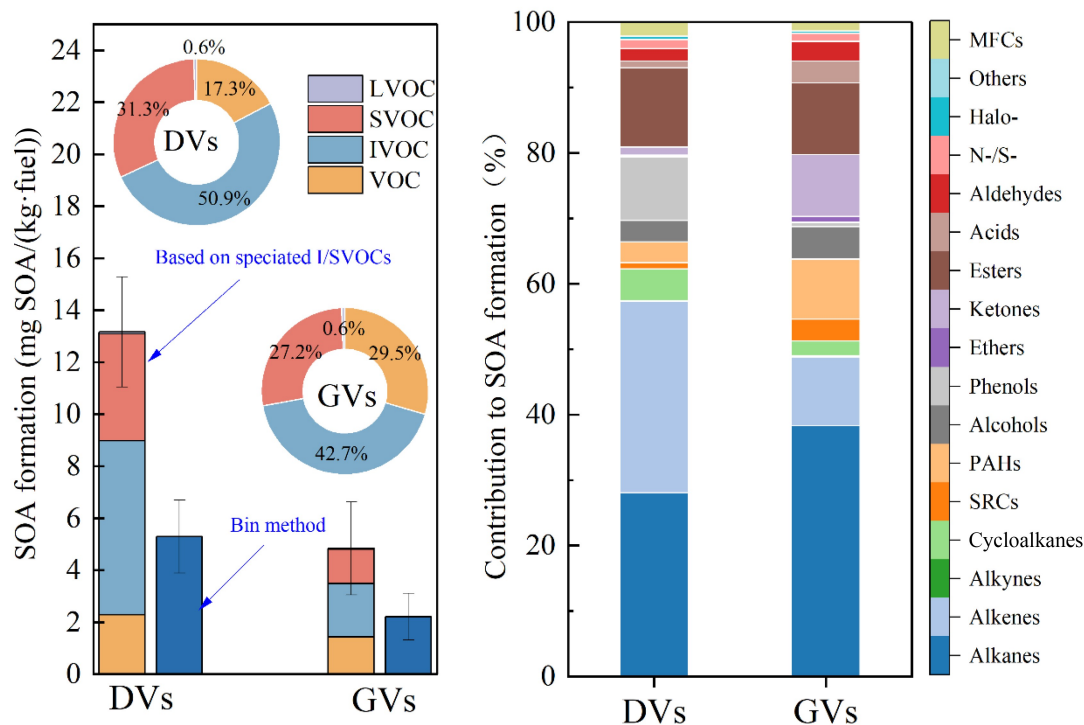 SOA formation (mg SOA/(kg·fuel))
24
22
20
18
16
14
12
10
8
6
4
2
0
0.6%
17.3%
31.3%
DVs
50.9%
LVOC
SVOC
IVOC
VOC
Based on speciated I/SVOCs
0.6%
27.2%
29.5%
GVs
42.7%
Bin method
DVs
GVs
Contribution to SOA formation (%)
100
80
60
40
20
0
DVs
GVs
MFCs
Others
Halo-
N-/S-
Aldehydes
Acids
Esters
Ketones
Ethers
Phenols
Alcohols
PAHs
SRCs
Cycloalkanes
Alkynes
Alkenes
Alkanes